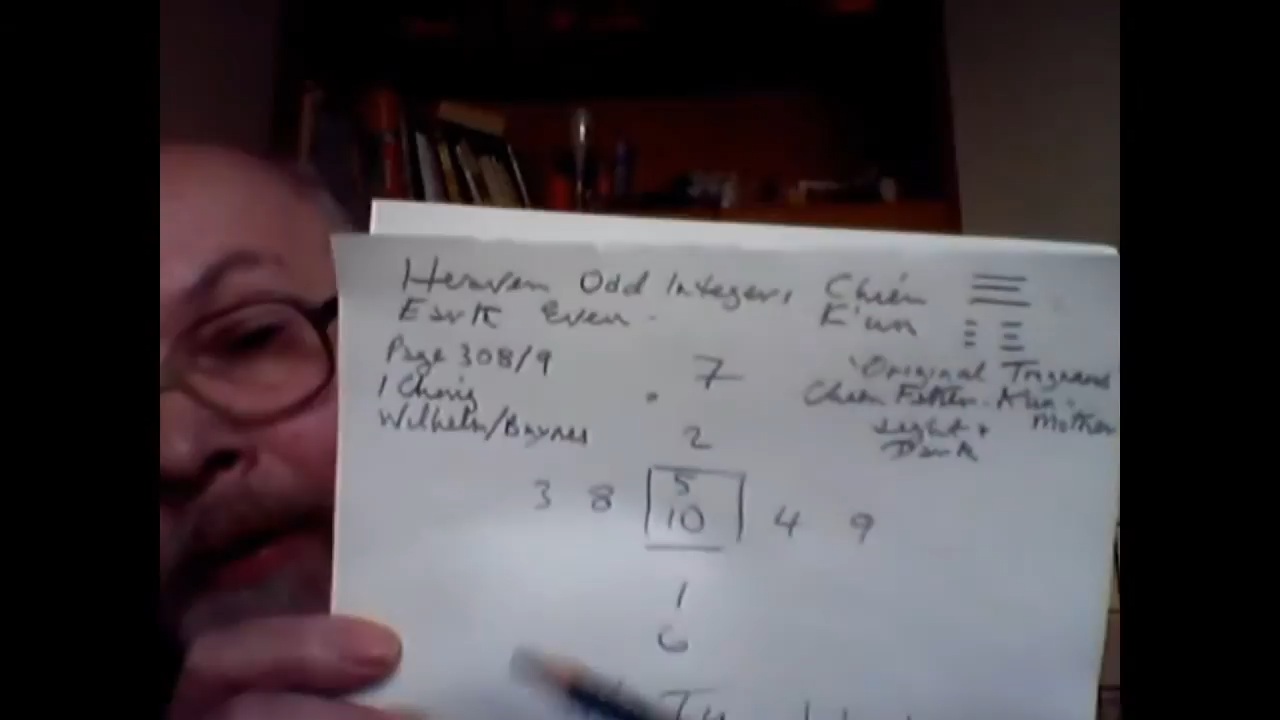 Heaven Odd Integers Chién
Earth Even. K'un
Page 308/9
I Ching
Wilhelm/Baynes
'Original Trigrams
Chien Father - K'un -
Mother
Light +
Dark
7
2
3 8 5 4 9
10
1
6